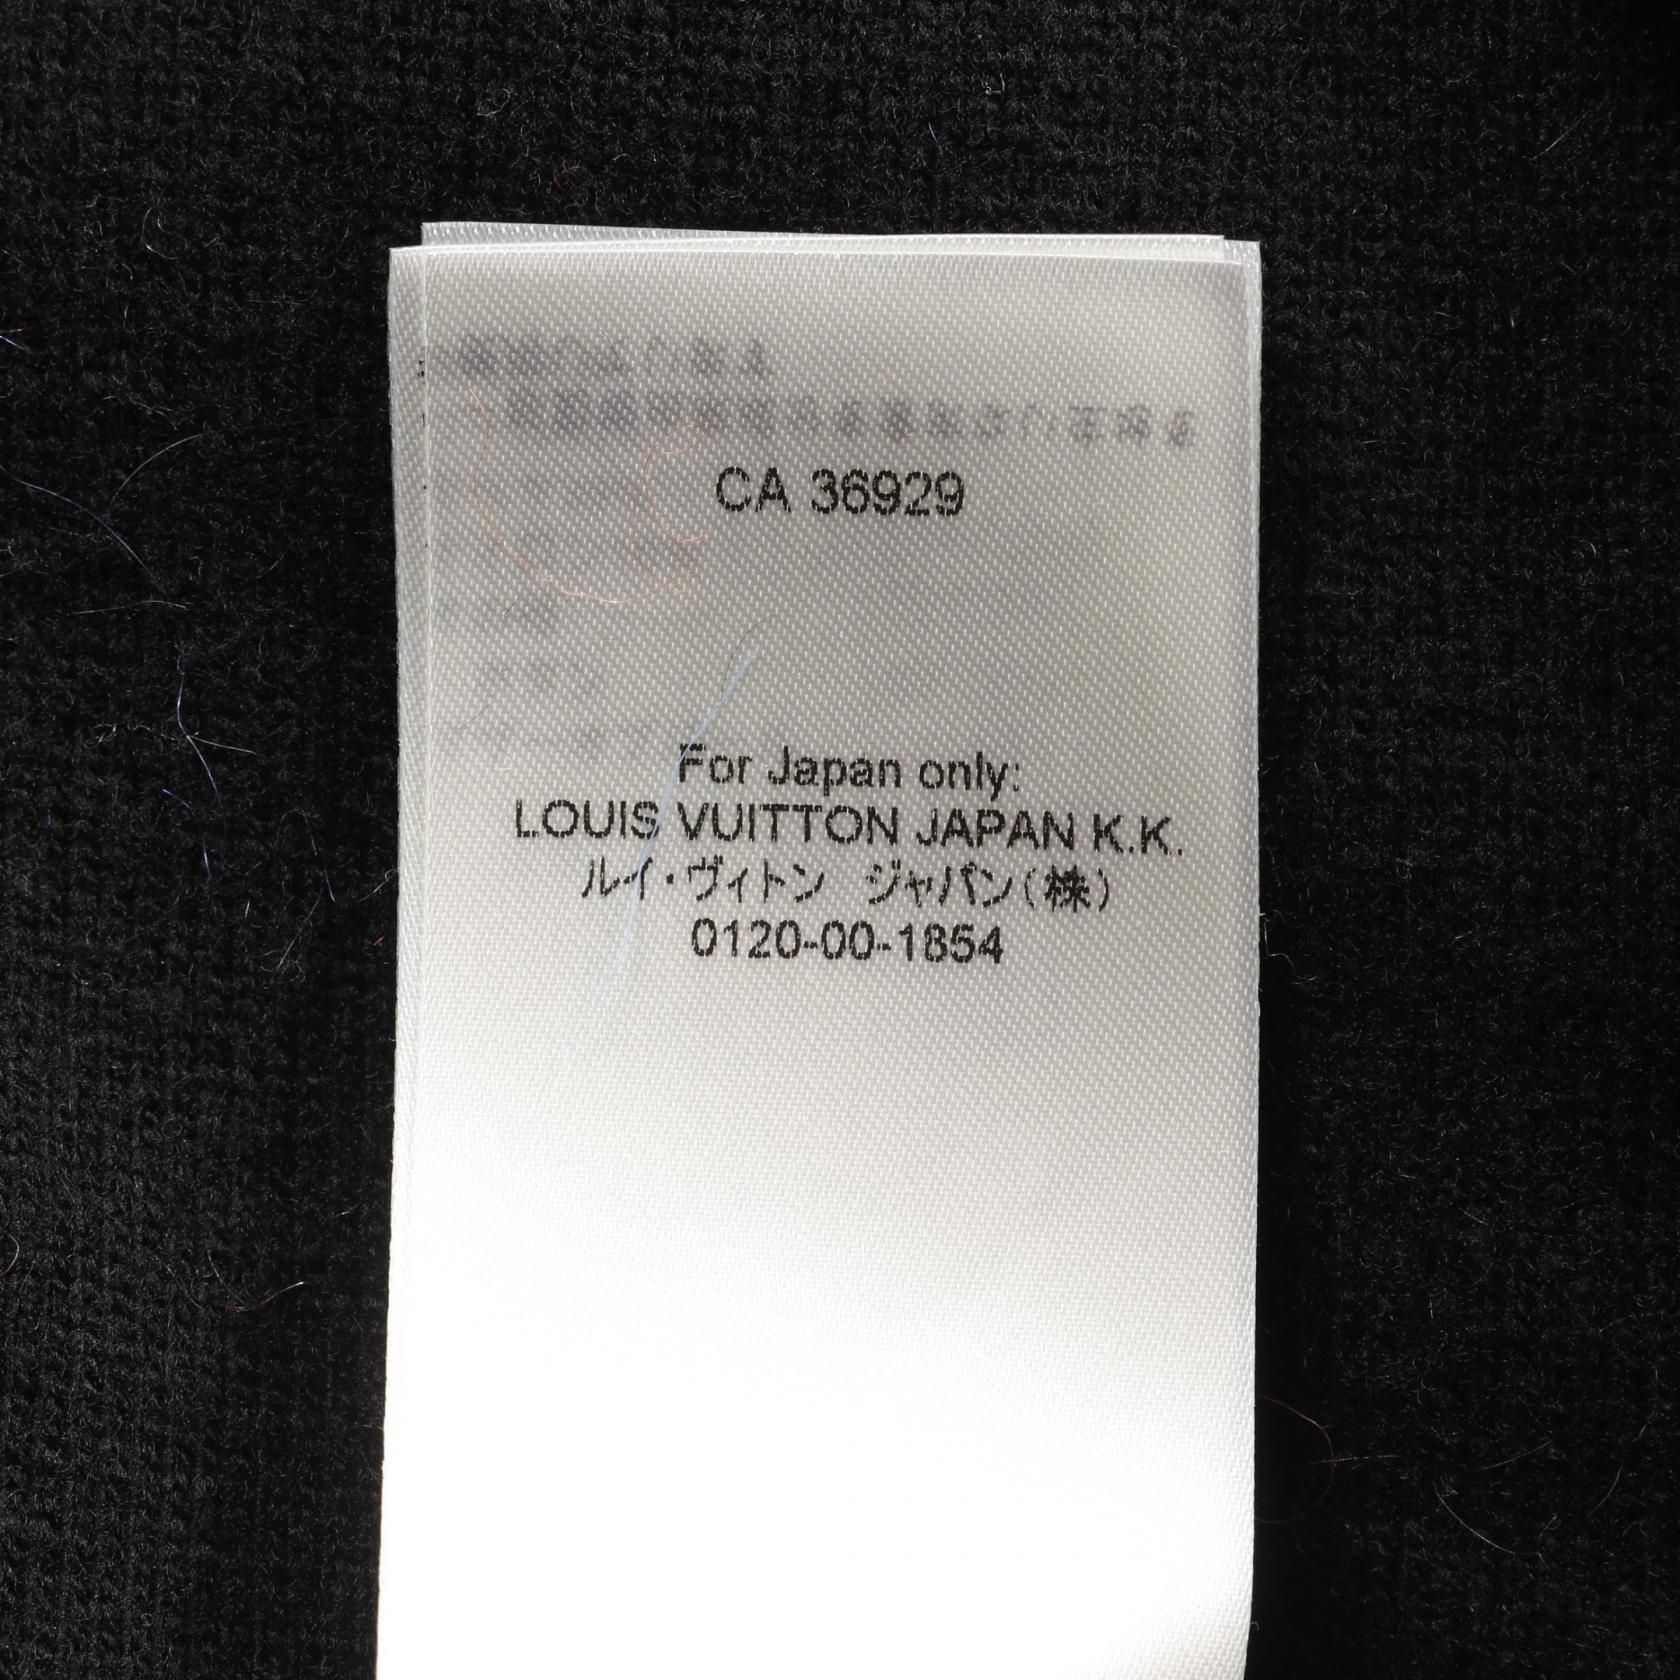 CA 36929
For Japan only:
LOUIS VUITTON JAPAN K.K.
ルイ・ヴィトン ジャパン(株)
0120-00-1854